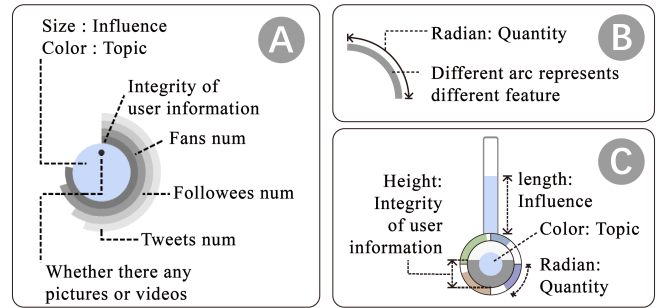 A
Size : Influence
Color : Topic
Integrity of
user information
Fans num
Followees num
Tweets num
Whether there any
pictures or videos
B
Radian: Quantity
Different arc represents
different feature
C
Height:
Integrity
of user
information
length:
Influence
Color: Topic
Radian:
Quantity